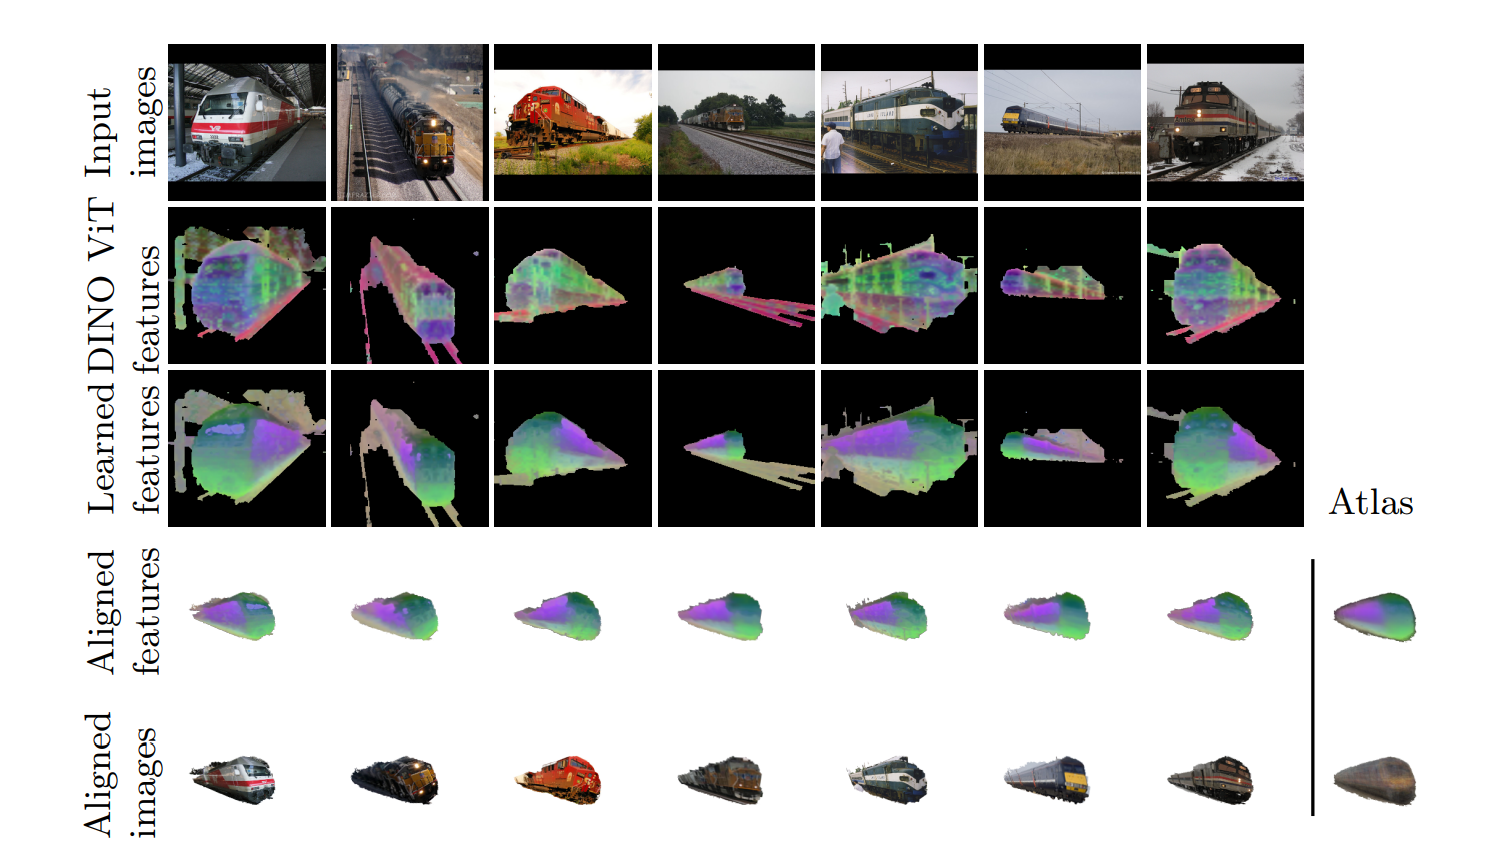 Input
images
DINO ViT
features
Learned
features
Atlas
Aligned
features
Aligned
images